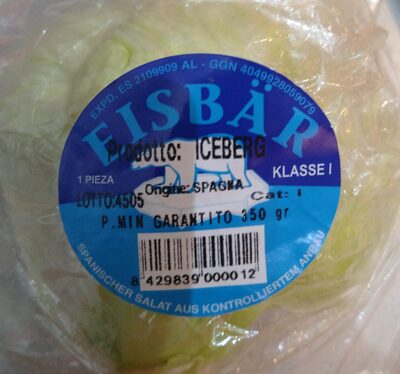 EXPD. ES 2109909 AL - GGN 4049928059079
EISBÄR
Prodotto: ICEBERG
KLASSE I
1 PIEZA
Origine: SPAGNA
LOTTO:4505
Cat: I
P.MIN GARANTITO 350 gr
8 429839 000012
SPANISCHER SALAT AUS KONTROLLIERTEM ANBAU